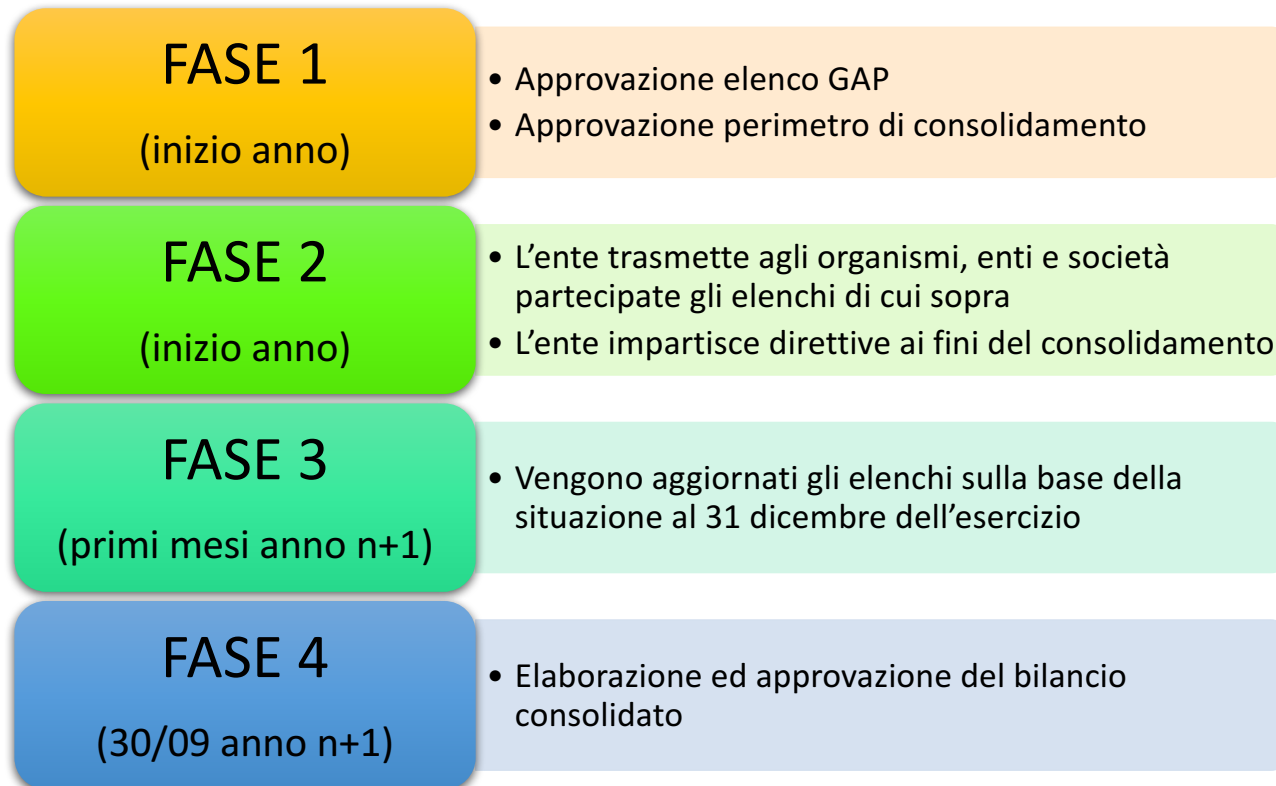 FASE 1
(inizio anno)
• Approvazione elenco GAP
• Approvazione perimetro di consolidamento
FASE 2
(inizio anno)
• L’ente trasmette agli organismi, enti e società
partecipate gli elenchi di cui sopra
• L’ente impartisce direttive ai fini del consolidamento
FASE 3
(primi mesi anno n+1)
• Vengono aggiornati gli elenchi sulla base della
situazione al 31 dicembre dell’esercizio
FASE 4
(30/09 anno n+1)
• Elaborazione ed approvazione del bilancio
consolidato